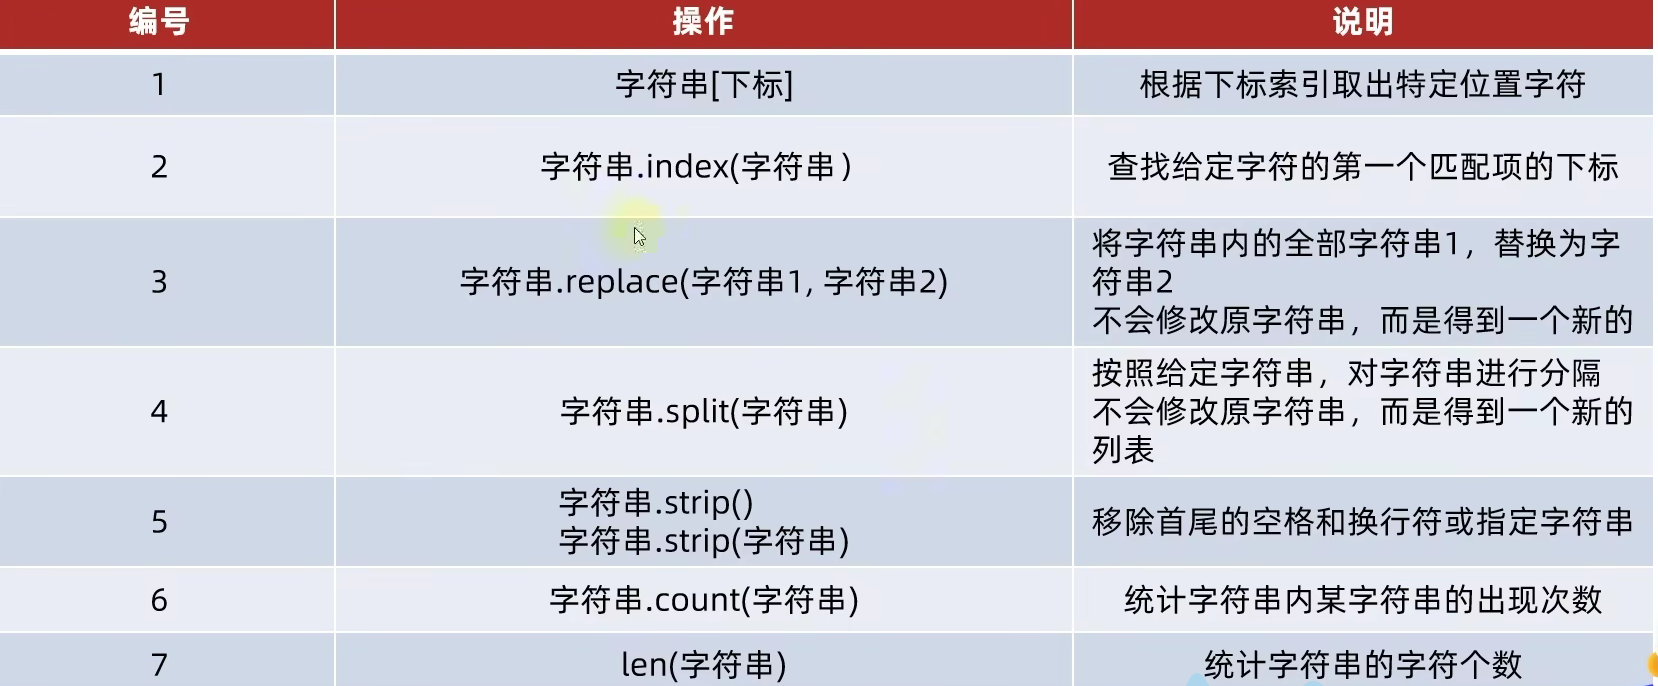 编号 操作 说明
1 字符串[下标] 根据下标索引取出特定位置字符
2 字符串.index(字符串） 查找给定字符的第一个匹配项的下标
3 字符串.replace(字符串1, 字符串2) 将字符串内的全部字符串1，替换为字
符串2
不会修改原字符串，而是得到一个新的
4 字符串.split(字符串) 按照给定字符串，对字符串进行分隔
不会修改原字符串，而是得到一个新的
列表
5 字符串.strip()
字符串.strip(字符串) 移除首尾的空格和换行符或指定字符串
6 字符串.count(字符串) 统计字符串内某字符串的出现次数
7 len(字符串) 统计字符串的字符个数